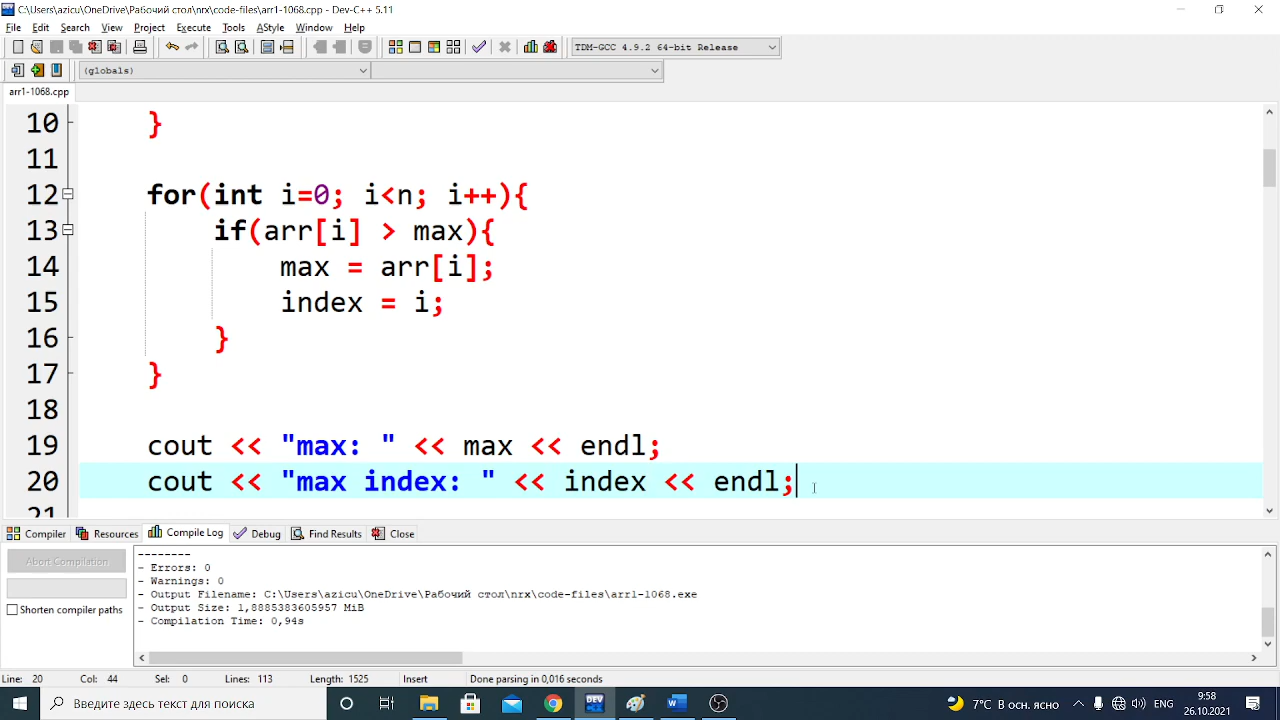 C:\Users\azicu\OneDrive\Рабочий стол\nrx\code-files\arr1-1068.cpp - Dev-C++ 5.11
File Edit Search View Project Execute Tools AStyle Window Help
TDM-GCC 4.9.2 64-bit Release
(globals)
arr1-1068.cpp
10 }
11
12 for(int i=0; i<n; i++){
13 if(arr[i] > max){
14 max = arr[i];
15 index = i;
16 }
17 }
18
19 cout << "max: " << max << endl;
20 cout << "max index: " << index << endl;
21
Compiler Resources Compile Log Debug Find Results Close
Abort Compilation
Shorten compiler paths
--------
- Errors: 0
- Warnings: 0
- Output Filename: C:\Users\azicu\OneDrive\Рабочий стол\nrx\code-files\arr1-1068.exe
- Output Size: 1,8885383605957 MiB
- Compilation Time: 0,94s
Line: 20 Col: 44 Sel: 0 Lines: 113 Length: 1525 Insert Done parsing in 0,016 seconds
Введите здесь текст для поиска
7°C В осн. ясно
ENG
9:58
26.10.2021